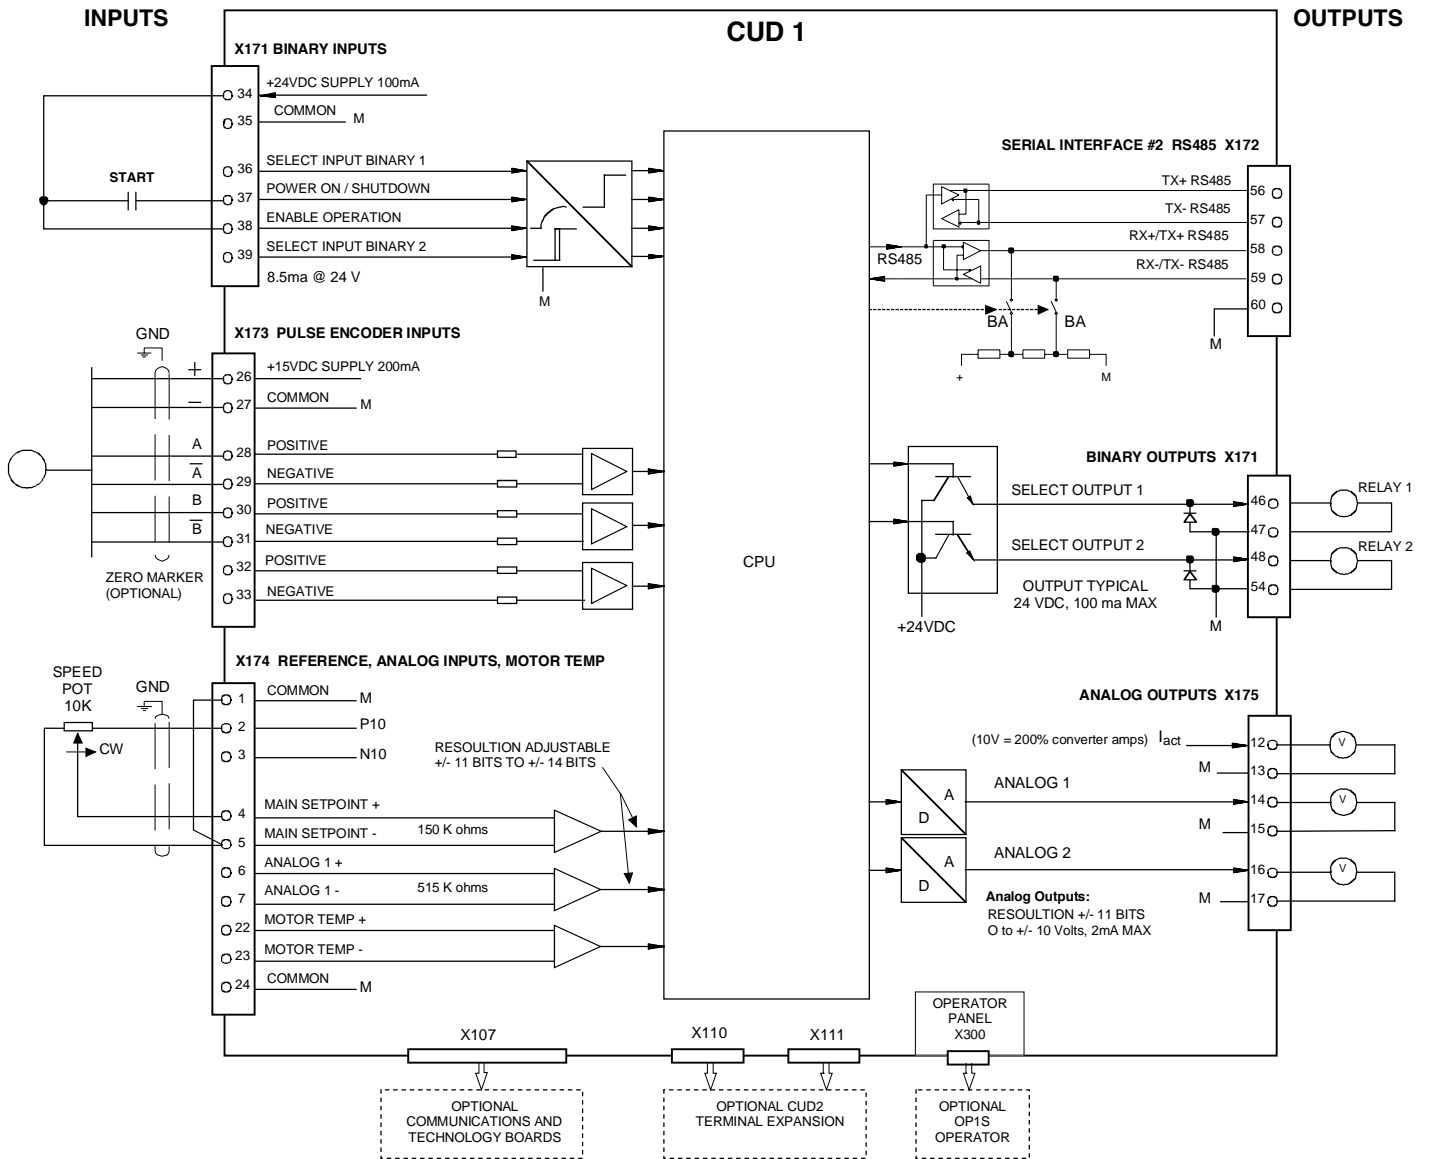 INPUTS
CUD 1
OUTPUTS
X171 BINARY INPUTS
34 +24VDC SUPPLY 100mA
35 COMMON M
36 SELECT INPUT BINARY 1
START
37 POWER ON / SHUTDOWN
38 ENABLE OPERATION
39 SELECT INPUT BINARY 2
8.5ma @ 24 V
M
GND
X173 PULSE ENCODER INPUTS
+ 26 +15VDC SUPPLY 200mA
− 27 COMMON M
A 28 POSITIVE
A̅ 29 NEGATIVE
B 30 POSITIVE
B̅ 31 NEGATIVE
32 POSITIVE
33 NEGATIVE
ZERO MARKER
(OPTIONAL)
X174 REFERENCE, ANALOG INPUTS, MOTOR TEMP
SPEED
POT
10K
GND
CW
1 COMMON M
2 P10
3 N10
RESOULTION ADJUSTABLE
+/- 11 BITS TO +/- 14 BITS
4 MAIN SETPOINT +
5 MAIN SETPOINT - 150 K ohms
6 ANALOG 1 +
7 ANALOG 1 - 515 K ohms
22 MOTOR TEMP +
23 MOTOR TEMP -
24 COMMON M
CPU
SERIAL INTERFACE #2 RS485 X172
TX+ RS485 56
TX- RS485 57
RX+/TX+ RS485 58
RX-/TX- RS485 59
60
M
RS485
BA BA
+ M
BINARY OUTPUTS X171
SELECT OUTPUT 1 46 RELAY 1
47
SELECT OUTPUT 2 48 RELAY 2
54
OUTPUT TYPICAL
24 VDC, 100 ma MAX
+24VDC
M
ANALOG OUTPUTS X175
(10V = 200% converter amps) Iact 12 V
M 13
A
D
ANALOG 1 14 V
M 15
A
D
ANALOG 2 16 V
M 17
Analog Outputs:
RESOULTION +/- 11 BITS
O to +/- 10 Volts, 2mA MAX
X107
X110
X111
OPERATOR
PANEL
X300
OPTIONAL
COMMUNICATIONS AND
TECHNOLOGY BOARDS
OPTIONAL CUD2
TERMINAL EXPANSION
OPTIONAL
OP1S
OPERATOR